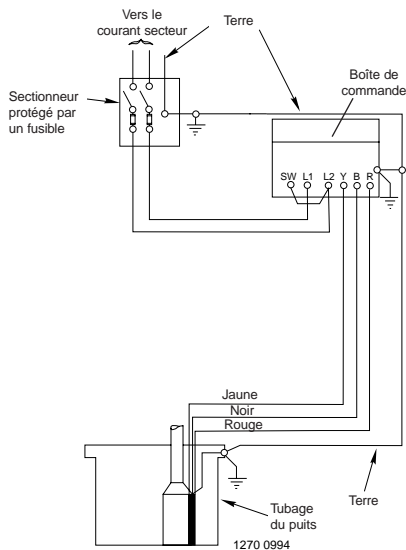 Vers le
courant secteur
Terre
Sectionneur
protégé par
un fusible
Boîte de
commande
SW L1 L2 Y B R
Jaune
Noir
Rouge
Tubage
du puits
Terre
1270 0994